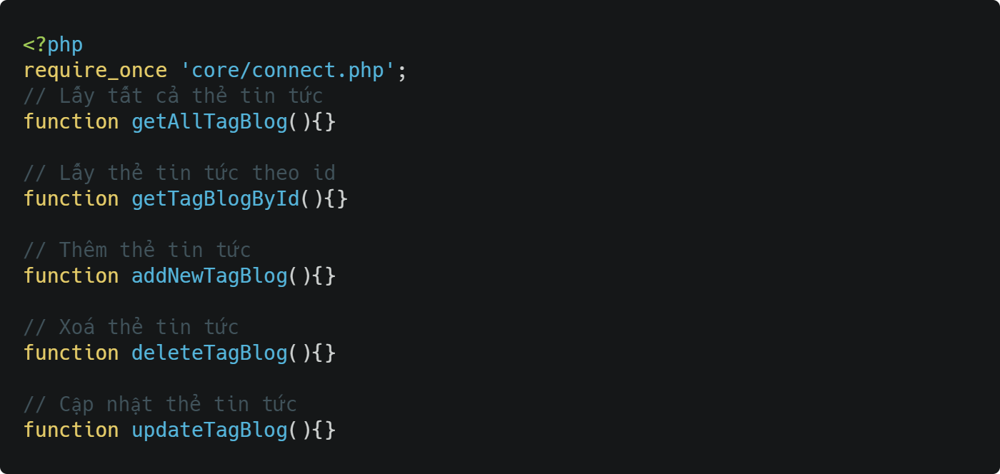 <?php
require_once 'core/connect.php';
// Lấy tất cả thẻ tin tức
function getAllTagBlog(){}
// Lấy thẻ tin tức theo id
function getTagBlogById(){}
// Thêm thẻ tin tức
function addNewTagBlog(){}
// Xoá thẻ tin tức
function deleteTagBlog(){}
// Cập nhật thẻ tin tức
function updateTagBlog(){}